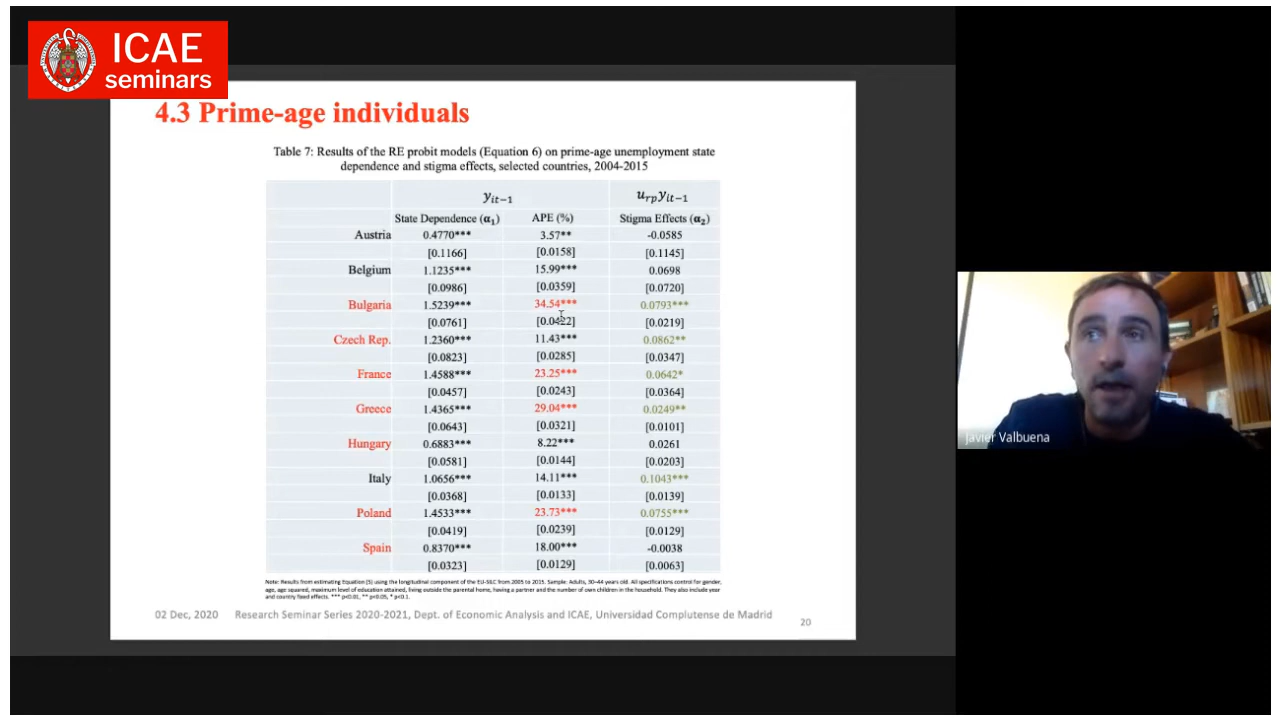 ICAE
seminars
4.3 Prime-age individuals
Table 7: Results of the RE probit models (Equation 6) on prime-age unemployment state
dependence and stigma effects, selected countries, 2004-2015
yit−1 urpyit−1
State Dependence (α1) APE (%) Stigma Effects (α2)
Austria 0.4770*** 3.57** -0.0585
[0.1166] [0.0158] [0.1145]
Belgium 1.1235*** 15.99*** 0.0698
[0.0986] [0.0359] [0.0720]
Bulgaria 1.5239*** 34.54*** 0.0793***
[0.0761] [0.0422] [0.0219]
Czech Rep. 1.2360*** 11.43*** 0.0862**
[0.0823] [0.0285] [0.0347]
France 1.4588*** 23.25*** 0.0642*
[0.0457] [0.0243] [0.0364]
Greece 1.4365*** 29.04*** 0.0249**
[0.0643] [0.0321] [0.0101]
Hungary 0.6883*** 8.22*** 0.0261
[0.0581] [0.0144] [0.0203]
Italy 1.0656*** 14.11*** 0.1043***
[0.0368] [0.0133] [0.0139]
Poland 1.4533*** 23.73*** 0.0755***
[0.0419] [0.0239] [0.0129]
Spain 0.8370*** 18.00*** -0.0038
[0.0323] [0.0129] [0.0063]
Note: Results from estimating Equation (5) using the longitudinal component of the EU-SILC from 2005 to 2015. Sample: Adults, 30-44 years old. All specifications control for gender,
age, age squared, maximum level of education attained, living outside the parental home, having a partner and the number of own children in the household. They also include year
and country fixed effects. *** p<0.01, ** p<0.05, * p<0.1.
02 Dec, 2020 Research Seminar Series 2020-2021, Dept. of Economic Analysis and ICAE, Universidad Complutense de Madrid
20
Javier Valbuena